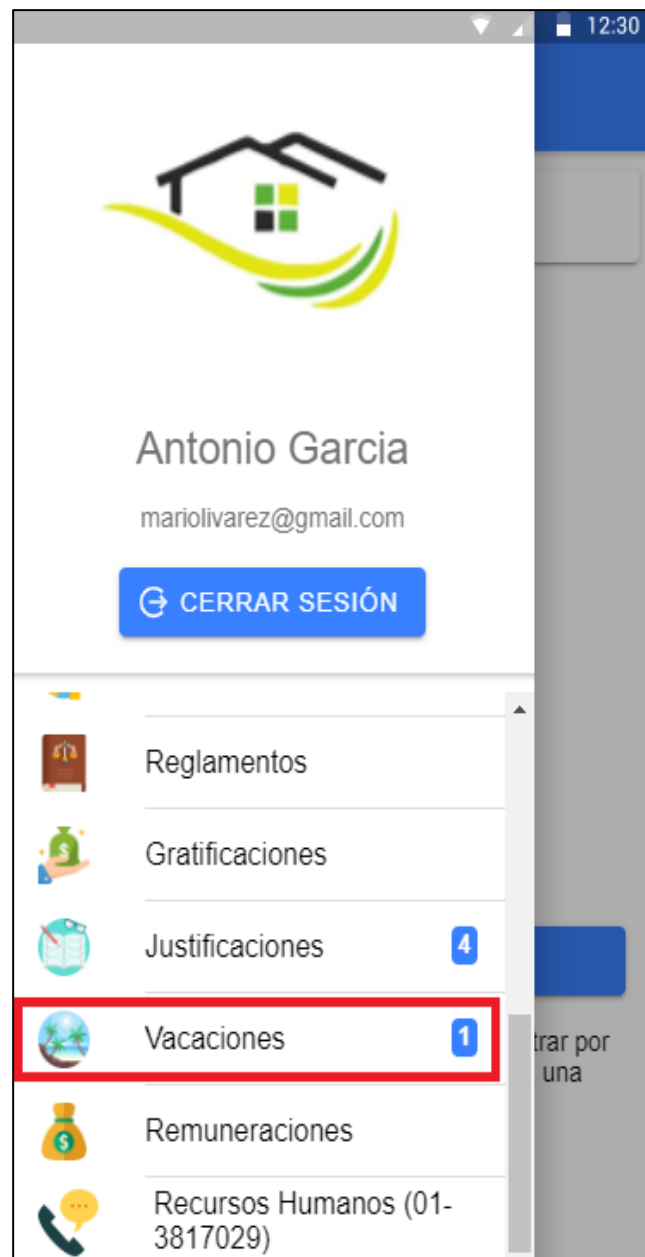 12:30
Antonio Garcia
mariolivarez@gmail.com
CERRAR SESIÓN
Reglamentos
Gratificaciones
Justificaciones 4
Vacaciones 1
trar por
una
Remuneraciones
Recursos Humanos (01-
3817029)